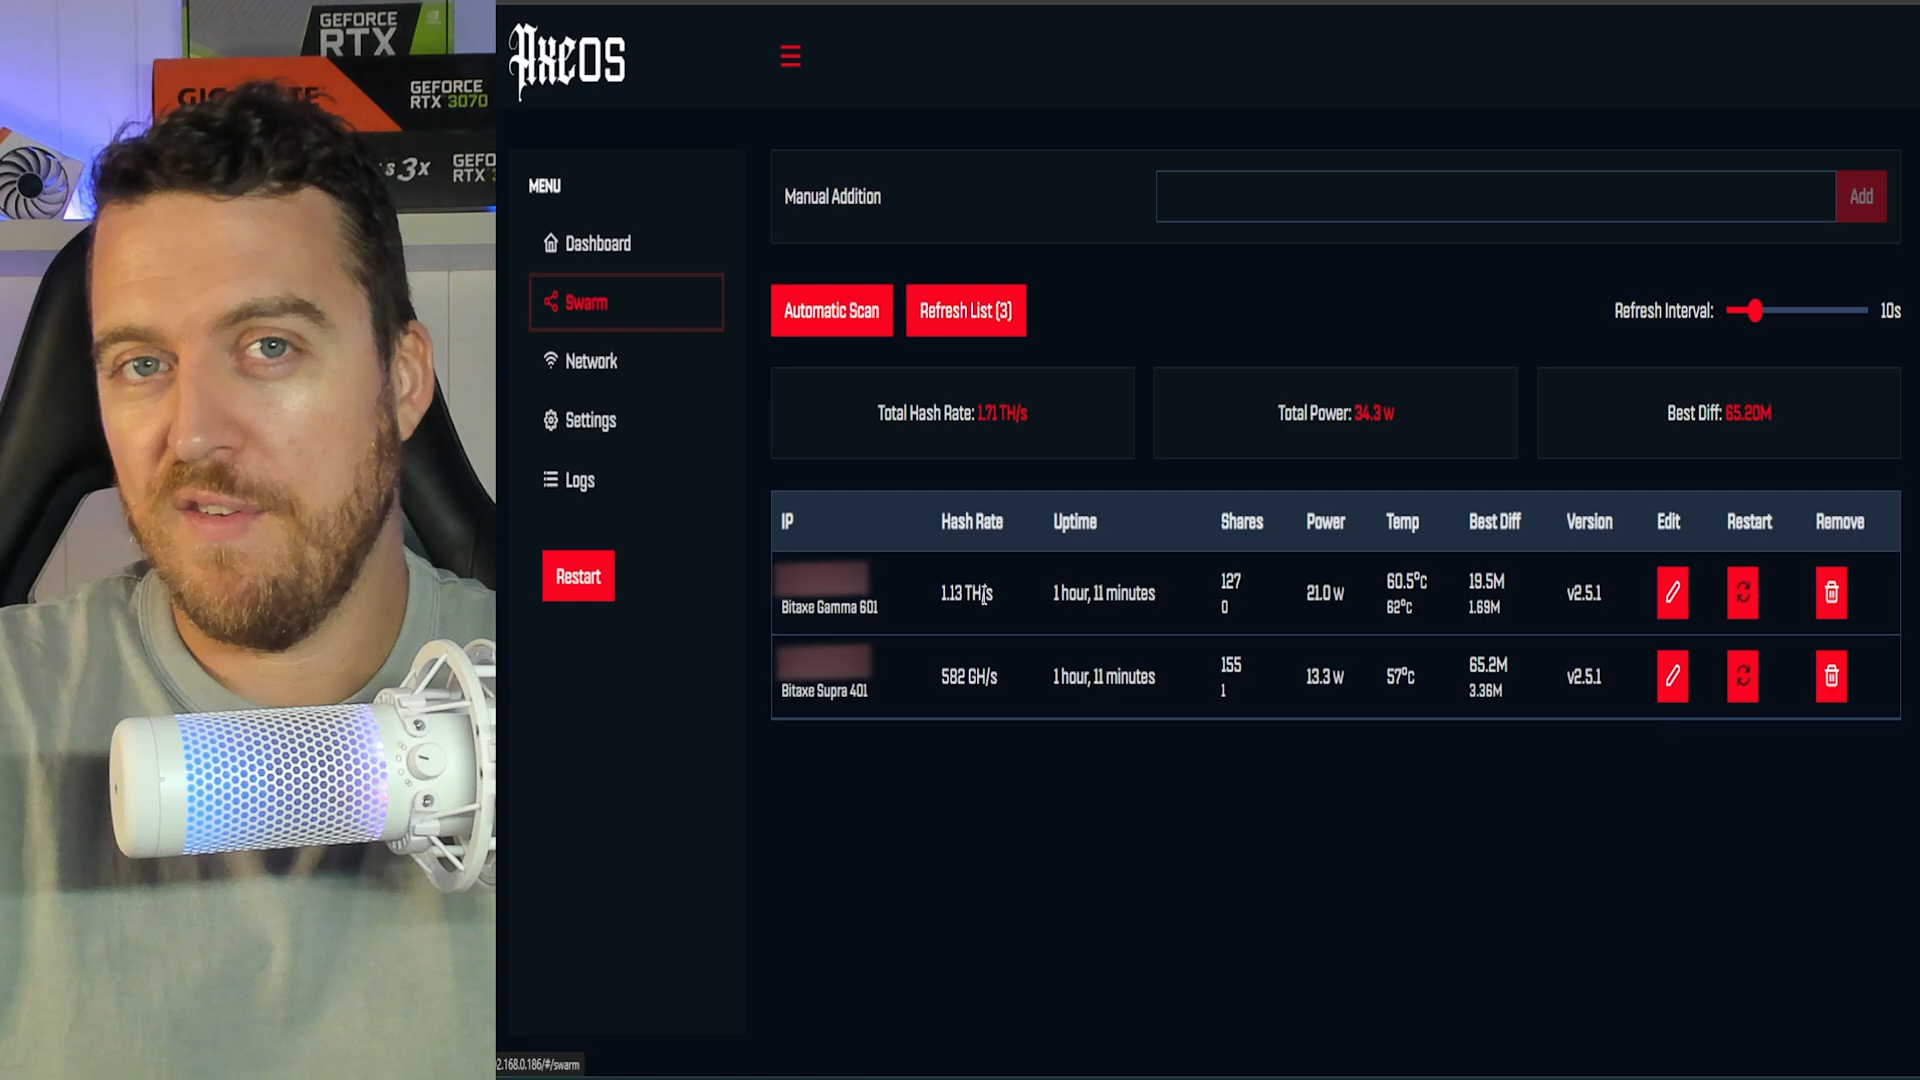 GEFORCE
RTX
GEFORCE
RTX 3070
s 3x
GEFO
RTX
AxeOS
MENU
Dashboard
Swarm
Network
Settings
Logs
Restart
Manual Addition
Add
Automatic Scan
Refresh List (3)
Refresh Interval:
10s
Total Hash Rate: 1.71 TH/s
Total Power: 34.3 W
Best Diff: 65.20M
IP Hash Rate Uptime Shares Power Temp Best Diff Version Edit Restart Remove
Bitaxe Gamma 601
1.13 TH/s
1 hour, 11 minutes
127
0
21.0 W
60.5°C
62°C
19.5M
1.69M
v2.5.1
Bitaxe Supra 401
582 GH/s
1 hour, 11 minutes
155
1
13.3 W
57°C
65.2M
3.36M
v2.5.1
2.168.0.186/#/swarm